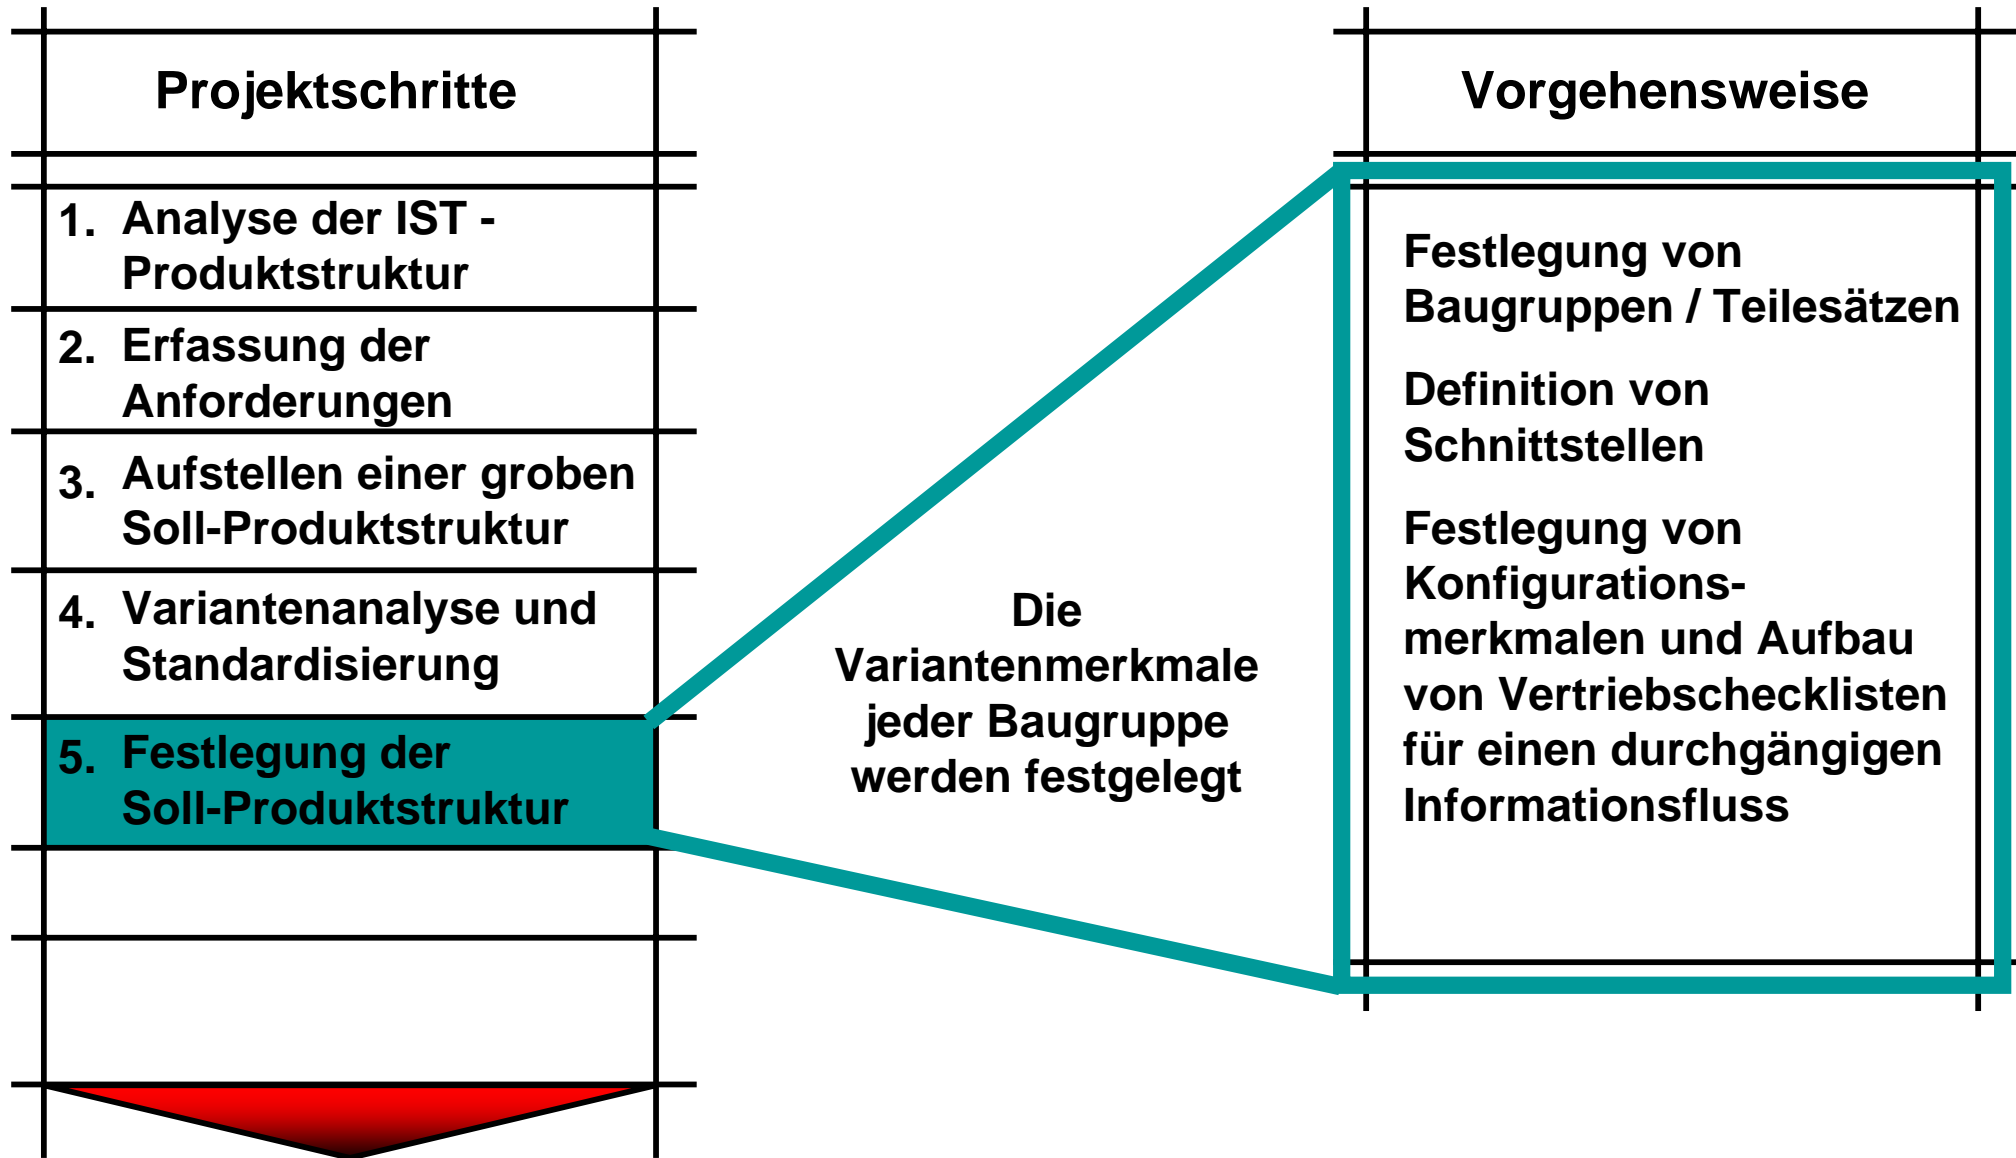 Projektschritte
1. Analyse der IST -
Produktstruktur
2. Erfassung der
Anforderungen
3. Aufstellen einer groben
Soll-Produktstruktur
4. Variantenanalyse und
Standardisierung
5. Festlegung der
Soll-Produktstruktur
Die
Variantenmerkmale
jeder Baugruppe
werden festgelegt
Vorgehensweise
Festlegung von
Baugruppen / Teilesätzen
Definition von
Schnittstellen
Festlegung von
Konfigurations-
merkmalen und Aufbau
von Vertriebschecklisten
für einen durchgängigen
Informationsfluss